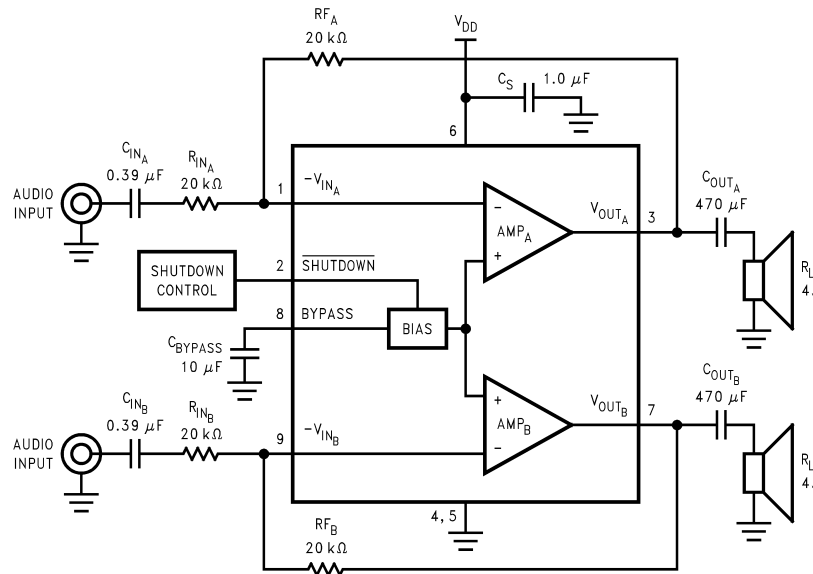 RF_A
20 kΩ
V_DD
C_S
1.0 µF
6
C_IN_A
0.39 µF
R_IN_A
20 kΩ
AUDIO
INPUT
1
-V_IN_A
-
AMP_A
+
V_OUT_A
3
C_OUT_A
470 µF
R_L
4.
SHUTDOWN
CONTROL
2
SHUTDOWN
8
BYPASS
BIAS
C_BYPASS
10 µF
C_IN_B
0.39 µF
R_IN_B
20 kΩ
AUDIO
INPUT
9
-V_IN_B
+
AMP_B
-
V_OUT_B
7
C_OUT_B
470 µF
R_L
4.
4, 5
RF_B
20 kΩ